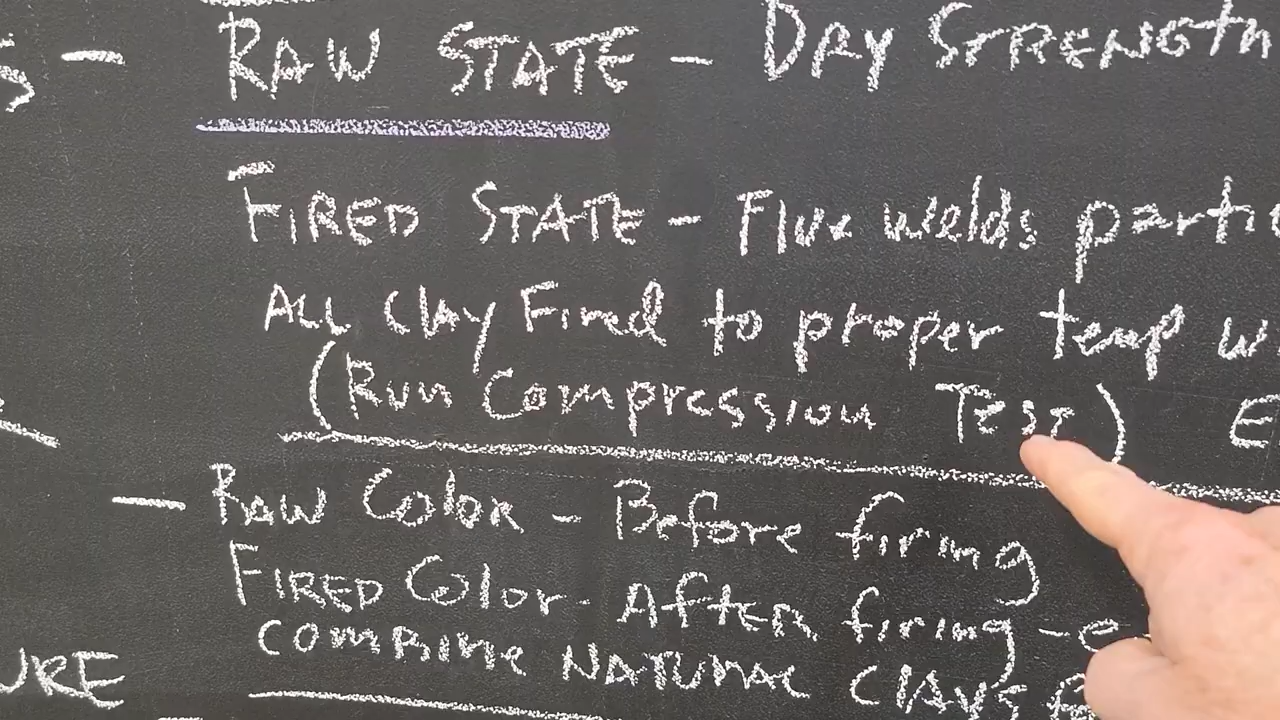 S - RAW STATE - DRY STRENGTH
FIRED STATE - Flux welds partic
ALL Clay Fired to proper temp w
(Run Compression Test) E
- RAW Color - Before firing
FIRED Color - AfTER firing - e
COMBINE NATURAL CLAYS
URE